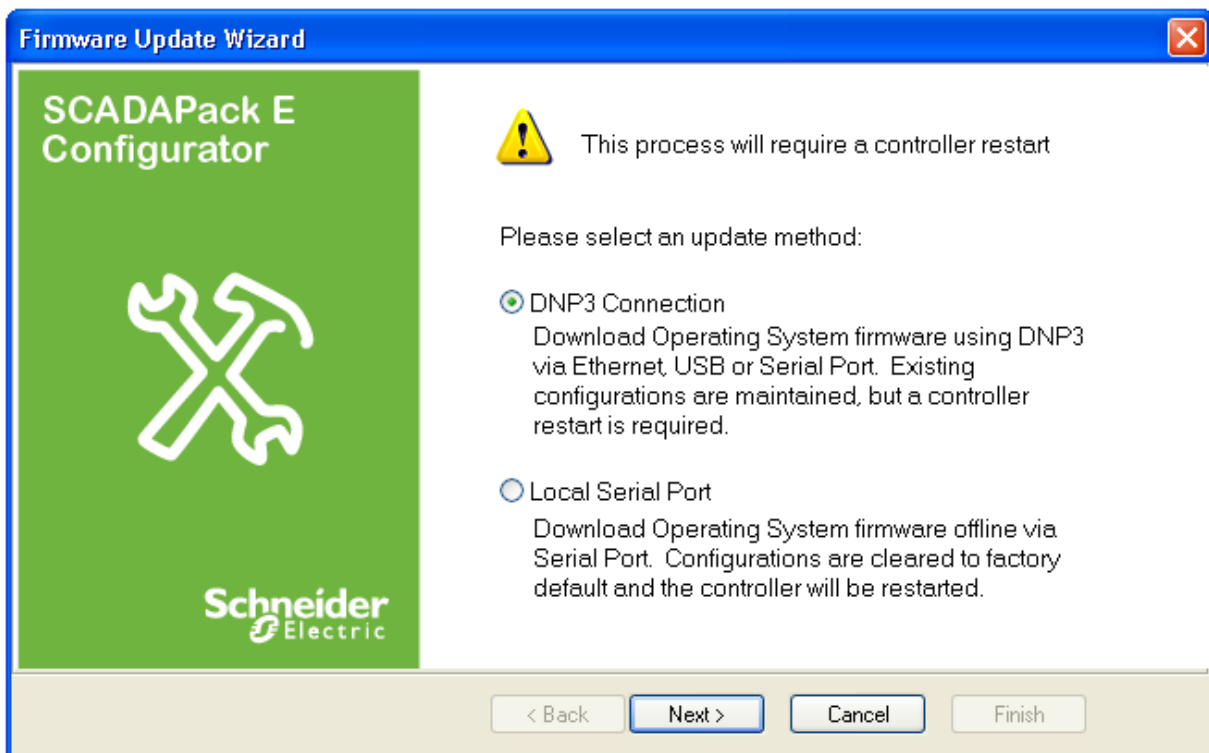 Firmware Update Wizard
SCADAPack E
Configurator
This process will require a controller restart
Please select an update method:
DNP3 Connection
Download Operating System firmware using DNP3
via Ethernet, USB or Serial Port. Existing
configurations are maintained, but a controller
restart is required.
Local Serial Port
Download Operating System firmware offline via
Serial Port. Configurations are cleared to factory
default and the controller will be restarted.
Schneider
Electric
< Back
Next >
Cancel
Finish